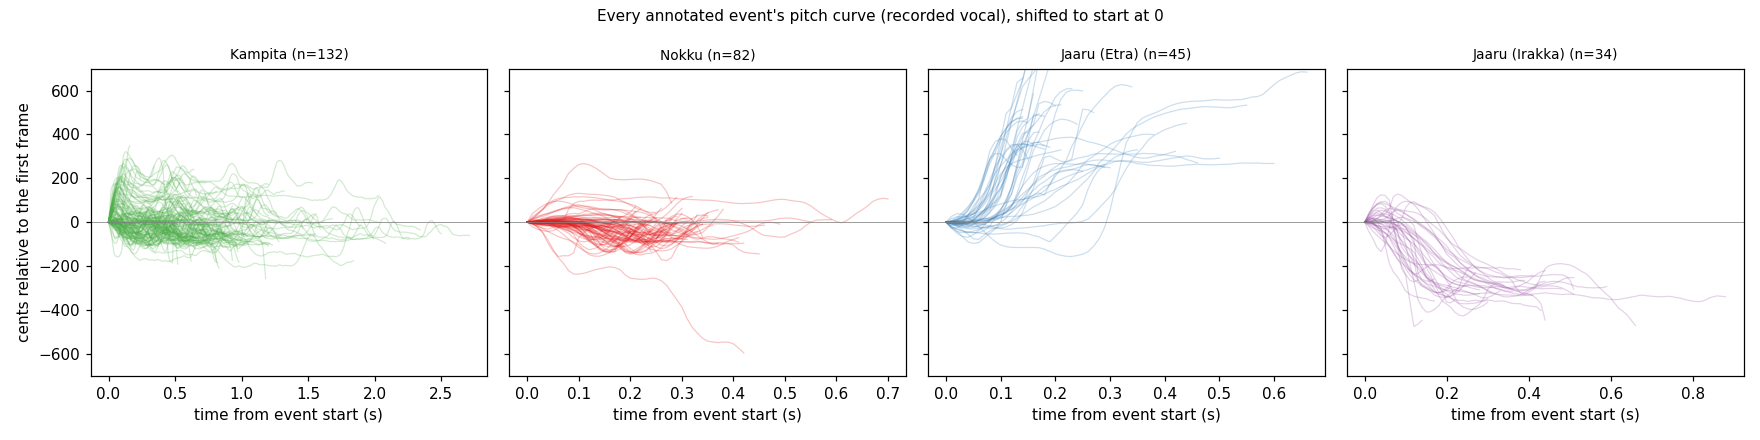 Every annotated event's pitch curve (recorded vocal), shifted to start at 0
Kampita (n=132)
Nokku (n=82)
Jaaru (Etra) (n=45)
Jaaru (Irakka) (n=34)
cents relative to the first frame
600
400
200
0
−200
−400
−600
0.0 0.5 1.0 1.5 2.0 2.5
0.0 0.1 0.2 0.3 0.4 0.5 0.6 0.7
0.0 0.1 0.2 0.3 0.4 0.5 0.6
0.0 0.2 0.4 0.6 0.8
time from event start (s)
time from event start (s)
time from event start (s)
time from event start (s)